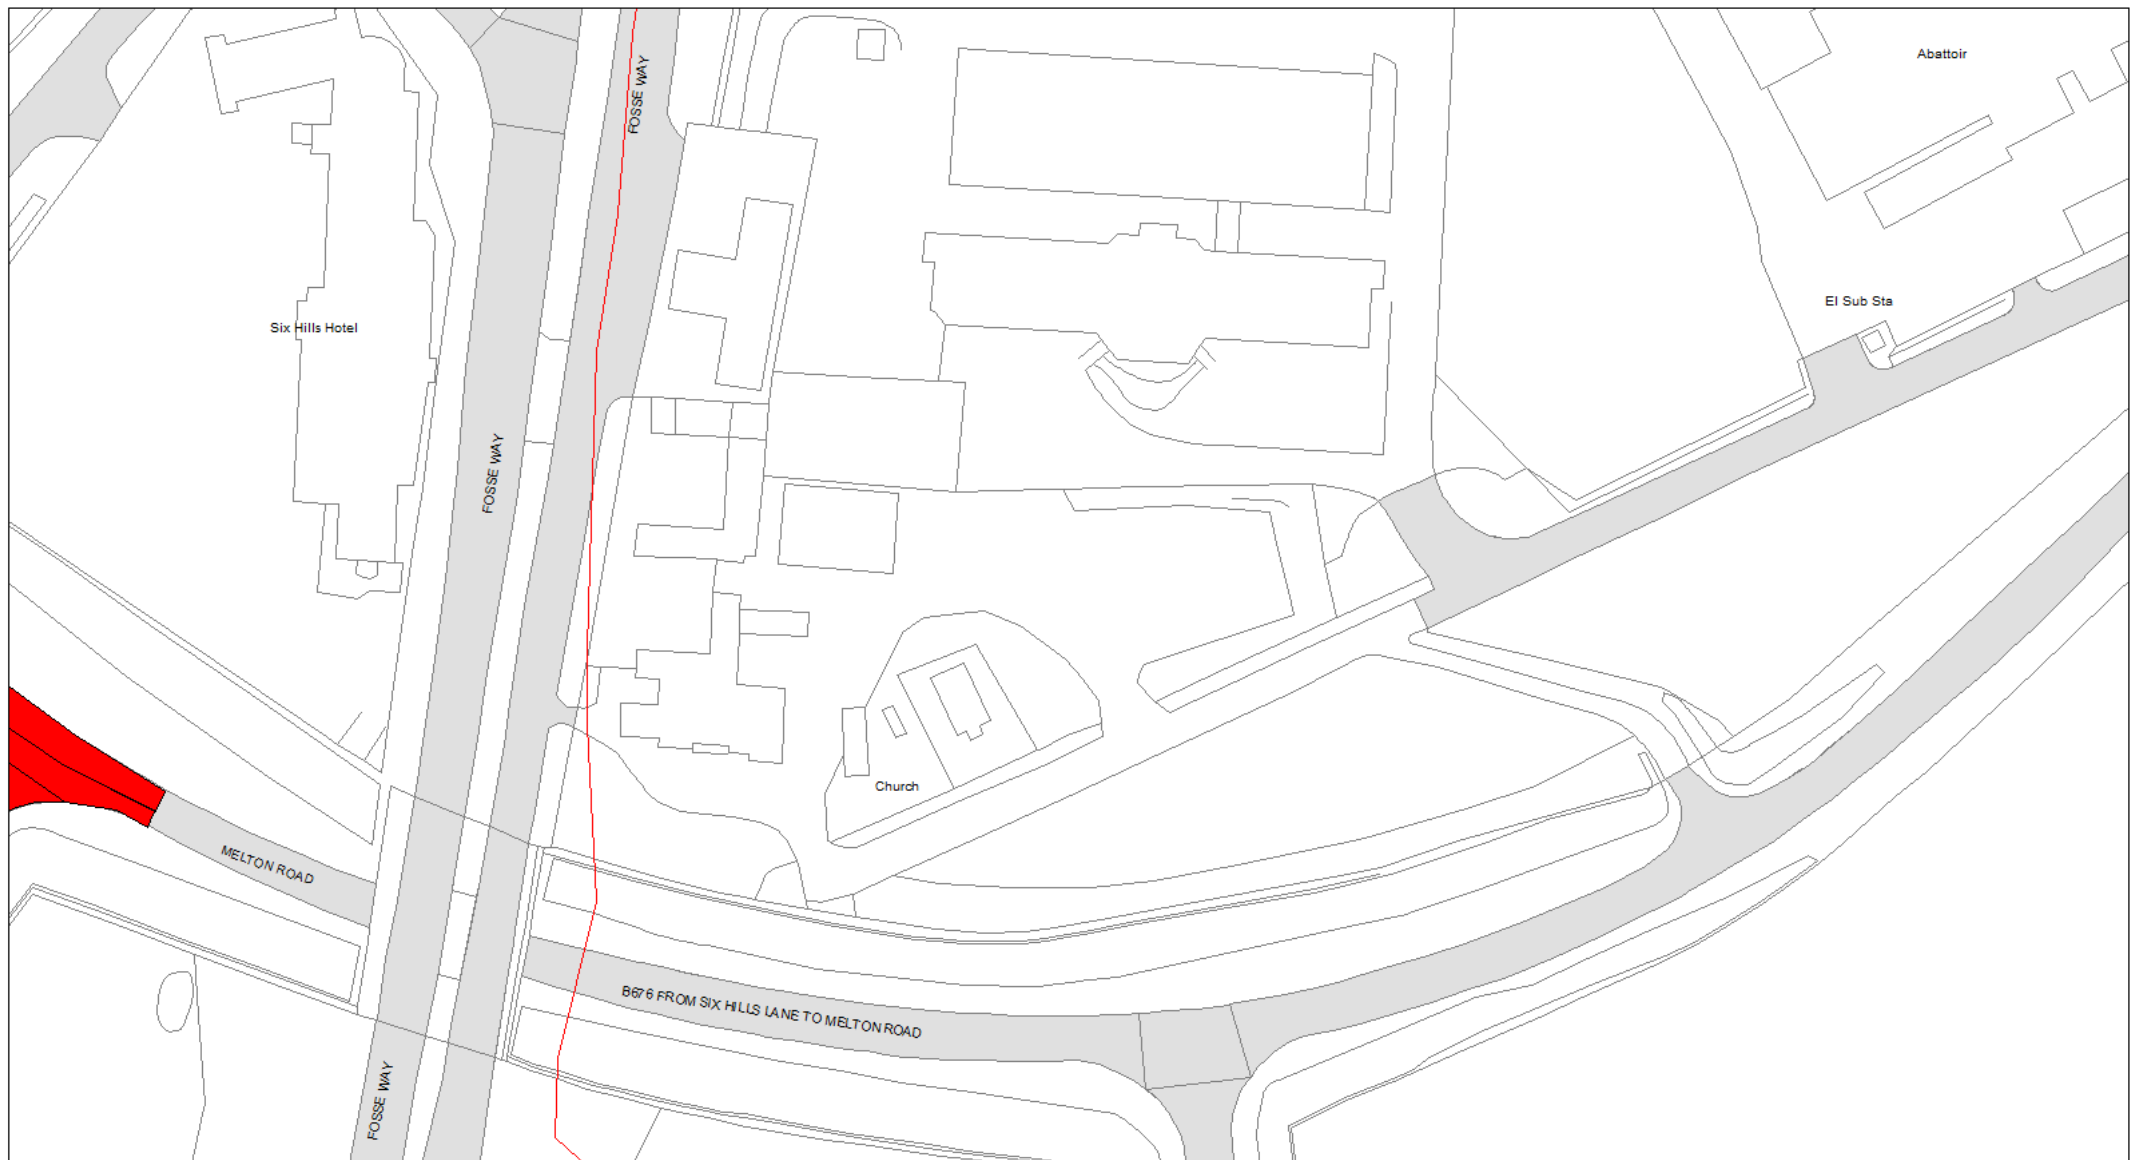 Abattoir
FOSSE WAY
El Sub Sta
Six Hills Hotel
FOSSE WAY
Church
MELTON ROAD
B676 FROM SIX HILLS LANE TO MELTON ROAD
FOSSE WAY